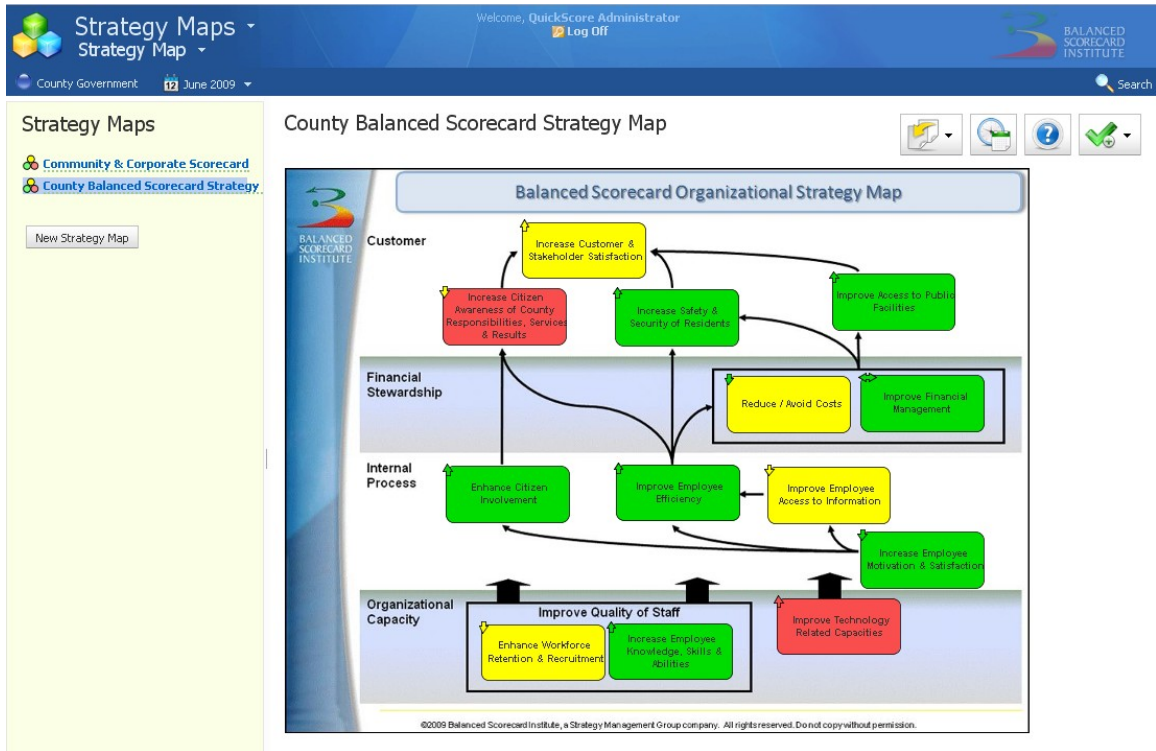 Strategy Maps
Strategy Map
Welcome, QuickScore Administrator
Log Off
BALANCED
SCORECARD
INSTITUTE
County Government
12 June 2009
Search
Strategy Maps
Community & Corporate Scorecard
County Balanced Scorecard Strategy
New Strategy Map
County Balanced Scorecard Strategy Map
BALANCED
SCORECARD
INSTITUTE
Balanced Scorecard Organizational Strategy Map
Customer
Increase Customer &
Stakeholder Satisfaction
Increase Citizen
Awareness of County
Responsibilities, Services
& Results
Increase Safety &
Security of Residents
Improve Access to Public
Facilities
Financial
Stewardship
Reduce / Avoid Costs
Improve Financial
Management
Internal
Process
Enhance Citizen
Involvement
Improve Employee
Efficiency
Improve Employee
Access to Information
Increase Employee
Motivation & Satisfaction
Organizational
Capacity
Improve Quality of Staff
Enhance Workforce
Retention & Recruitment
Increase Employee
Knowledge, Skills &
Abilities
Improve Technology
Related Capacities
©2009 Balanced Scorecard Institute, a Strategy Management Group company. All rights reserved. Do not copy without permission.